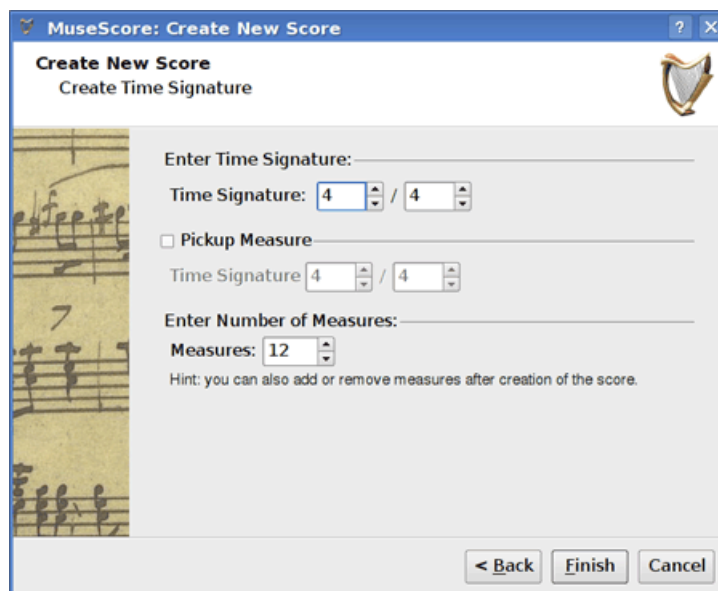 MuseScore: Create New Score ?
Create New Score
Create Time Signature
Enter Time Signature:
Time Signature: 4 / 4
Pickup Measure
Time Signature 4 / 4
Enter Number of Measures:
Measures: 12
Hint: you can also add or remove measures after creation of the score.
7
< Back Finish Cancel